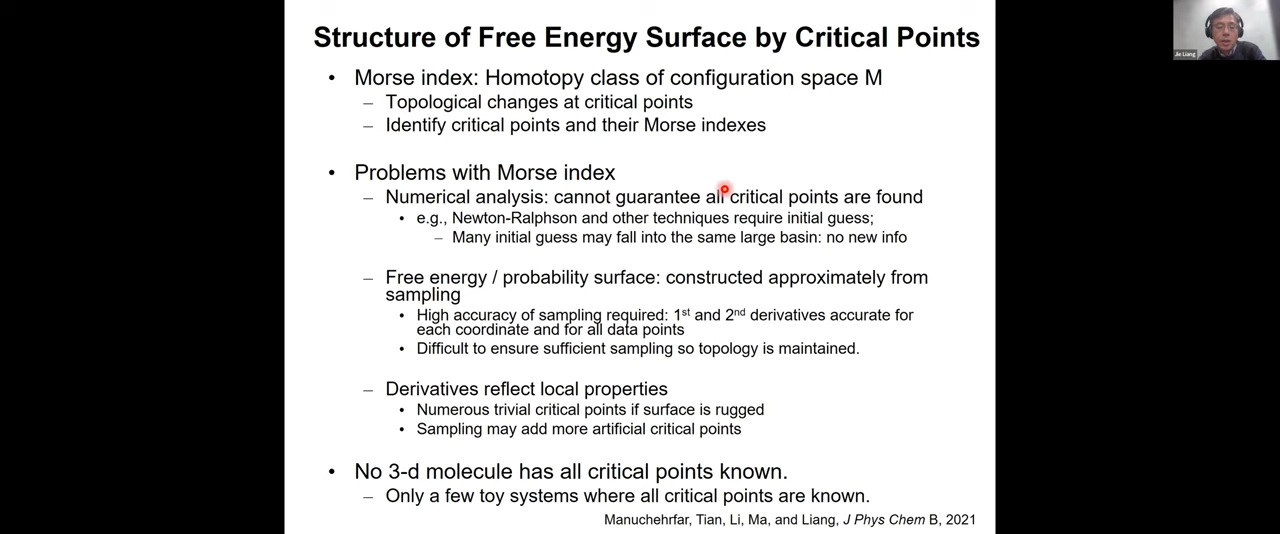 Structure of Free Energy Surface by Critical Points
• Morse index: Homotopy class of configuration space M
– Topological changes at critical points
– Identify critical points and their Morse indexes
• Problems with Morse index
– Numerical analysis: cannot guarantee all critical points are found
• e.g., Newton-Ralphson and other techniques require initial guess;
– Many initial guess may fall into the same large basin: no new info
– Free energy / probability surface: constructed approximately from
sampling
• High accuracy of sampling required: 1st and 2nd derivatives accurate for
each coordinate and for all data points
• Difficult to ensure sufficient sampling so topology is maintained.
– Derivatives reflect local properties
• Numerous trivial critical points if surface is rugged
• Sampling may add more artificial critical points
• No 3-d molecule has all critical points known.
– Only a few toy systems where all critical points are known.
Manuchehrfar, Tian, Li, Ma, and Liang, J Phys Chem B, 2021
Jie Liang